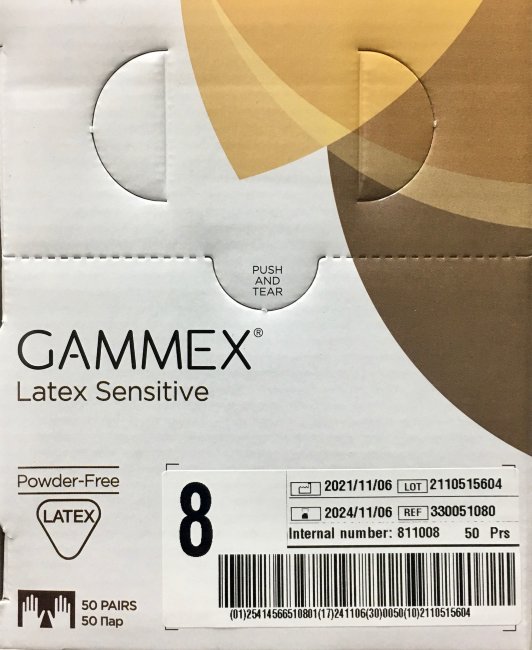 PUSH
AND
TEAR
GAMMEX®
Latex Sensitive
Powder-Free
LATEX
50 PAIRS
50 Пар
8
2021/11/06 LOT 2110515604
2024/11/06 REF 330051080
Internal number: 811008 50 Prs
(01)25414566510801(17)241106(30)0050(10)2110515604